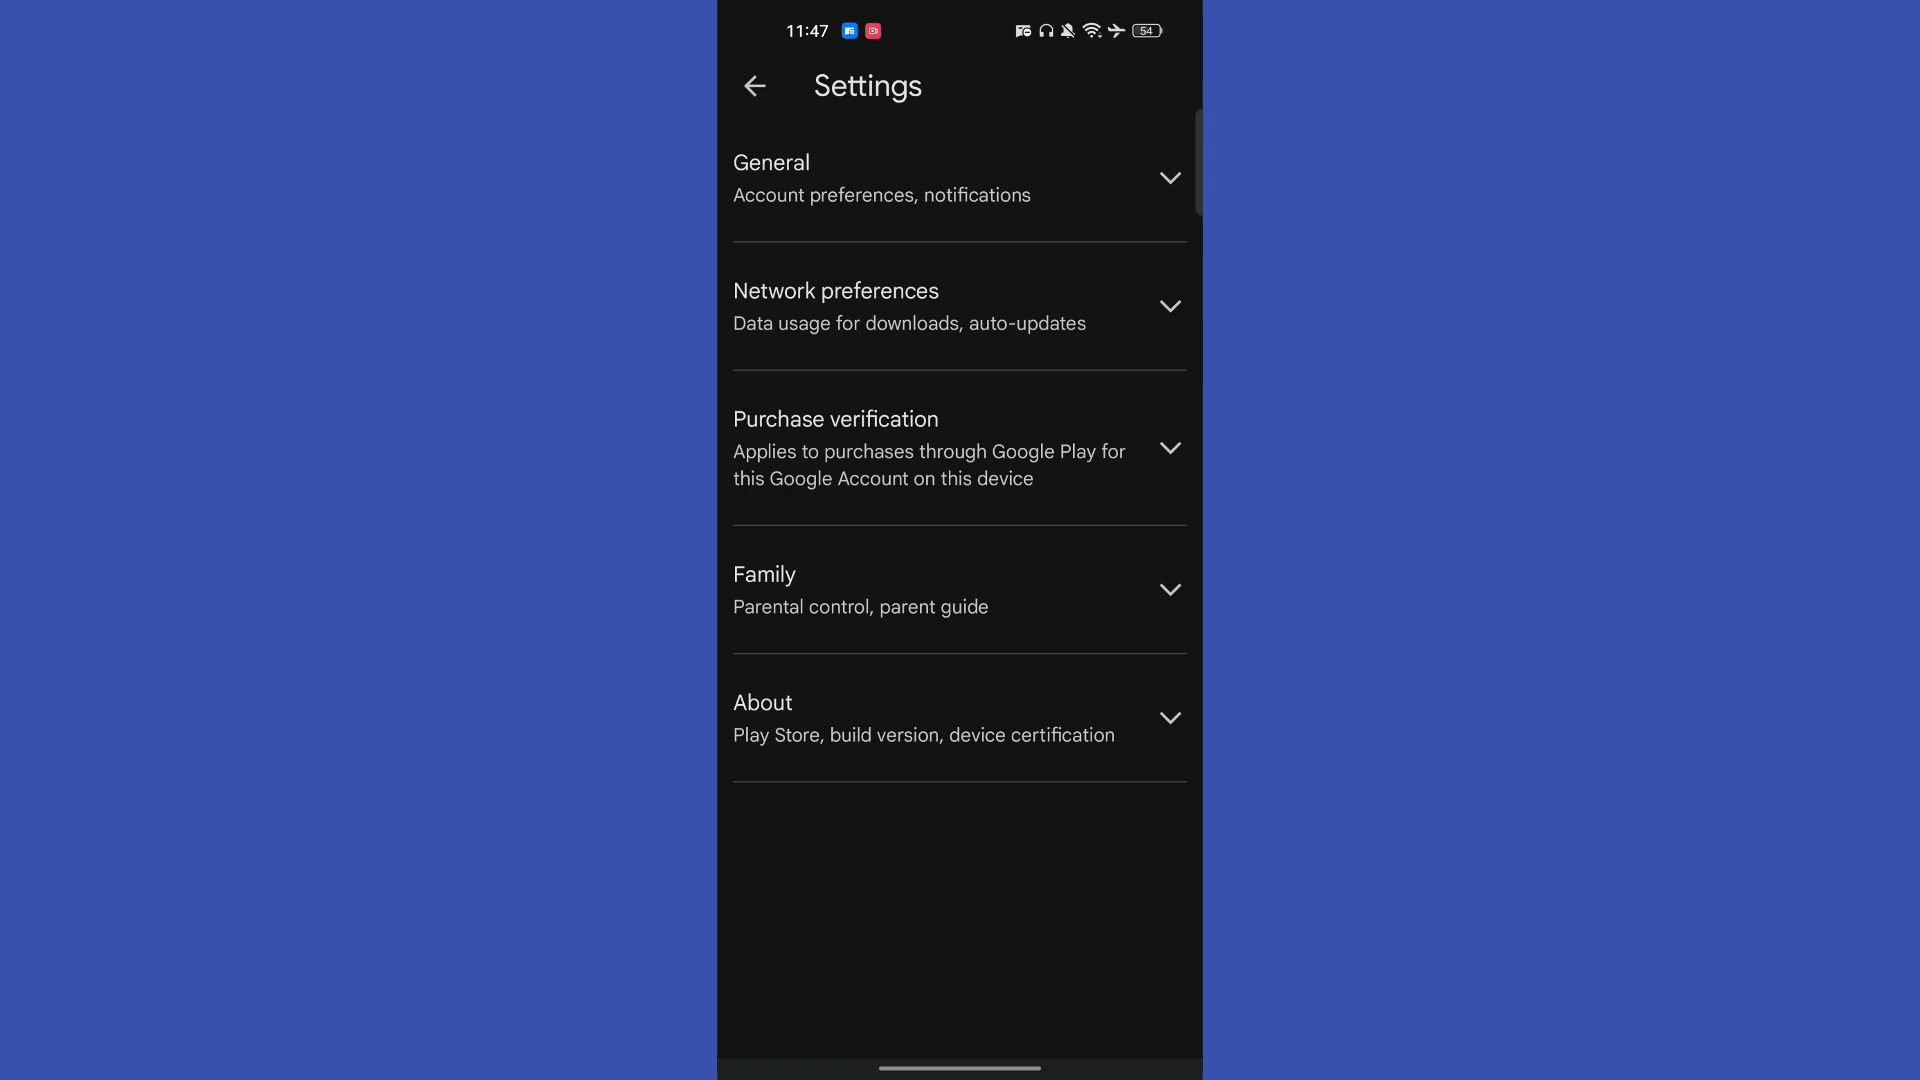 11:47
54
Settings
General
Account preferences, notifications
Network preferences
Data usage for downloads, auto-updates
Purchase verification
Applies to purchases through Google Play for
this Google Account on this device
Family
Parental control, parent guide
About
Play Store, build version, device certification